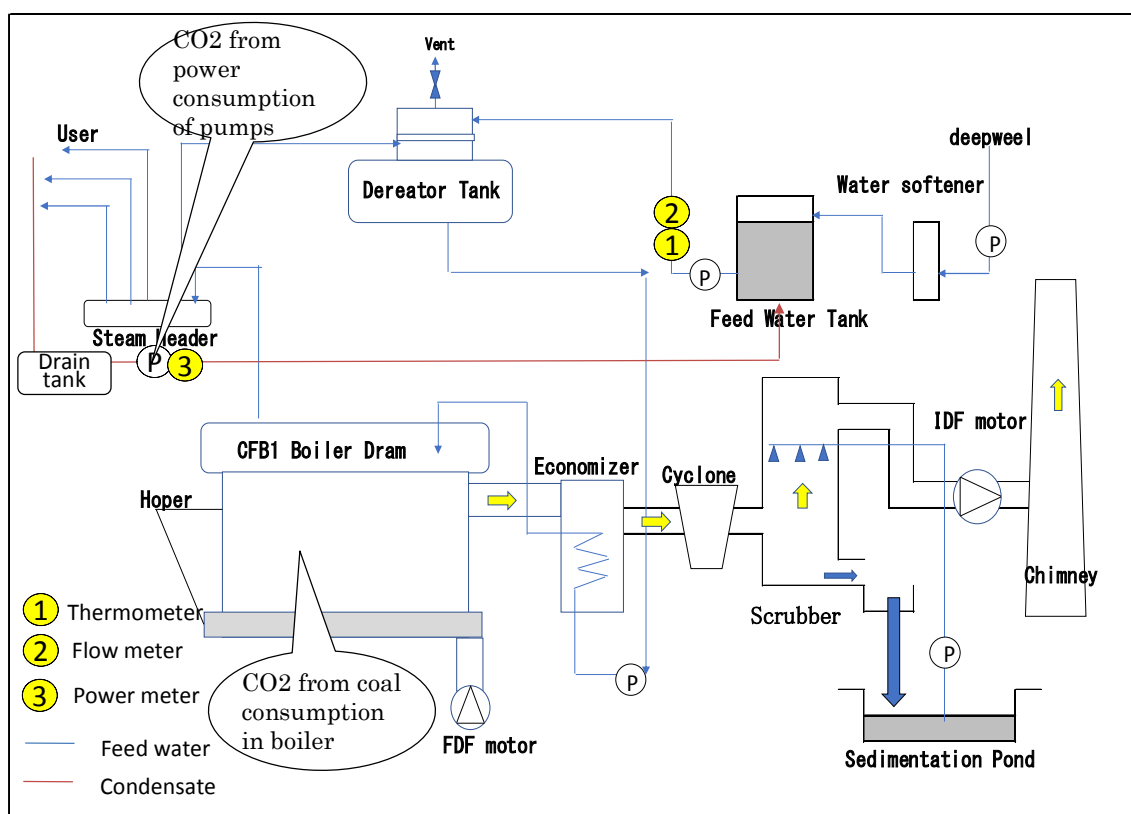 CO2 from
power
consumption
of pumps
Vent
User
deepweel
Water softener
Dereator Tank
2
1
P
P
Feed Water Tank
Steam Header
Drain
tank
P
3
CFB1 Boiler Dram
IDF motor
Economizer
Cyclone
Hoper
Chimney
1 Thermometer
Scrubber
2 Flow meter
P
P
3 Power meter
CO2 from coal
consumption
in boiler
FDF motor
Feed water
Sedimentation Pond
Condensate